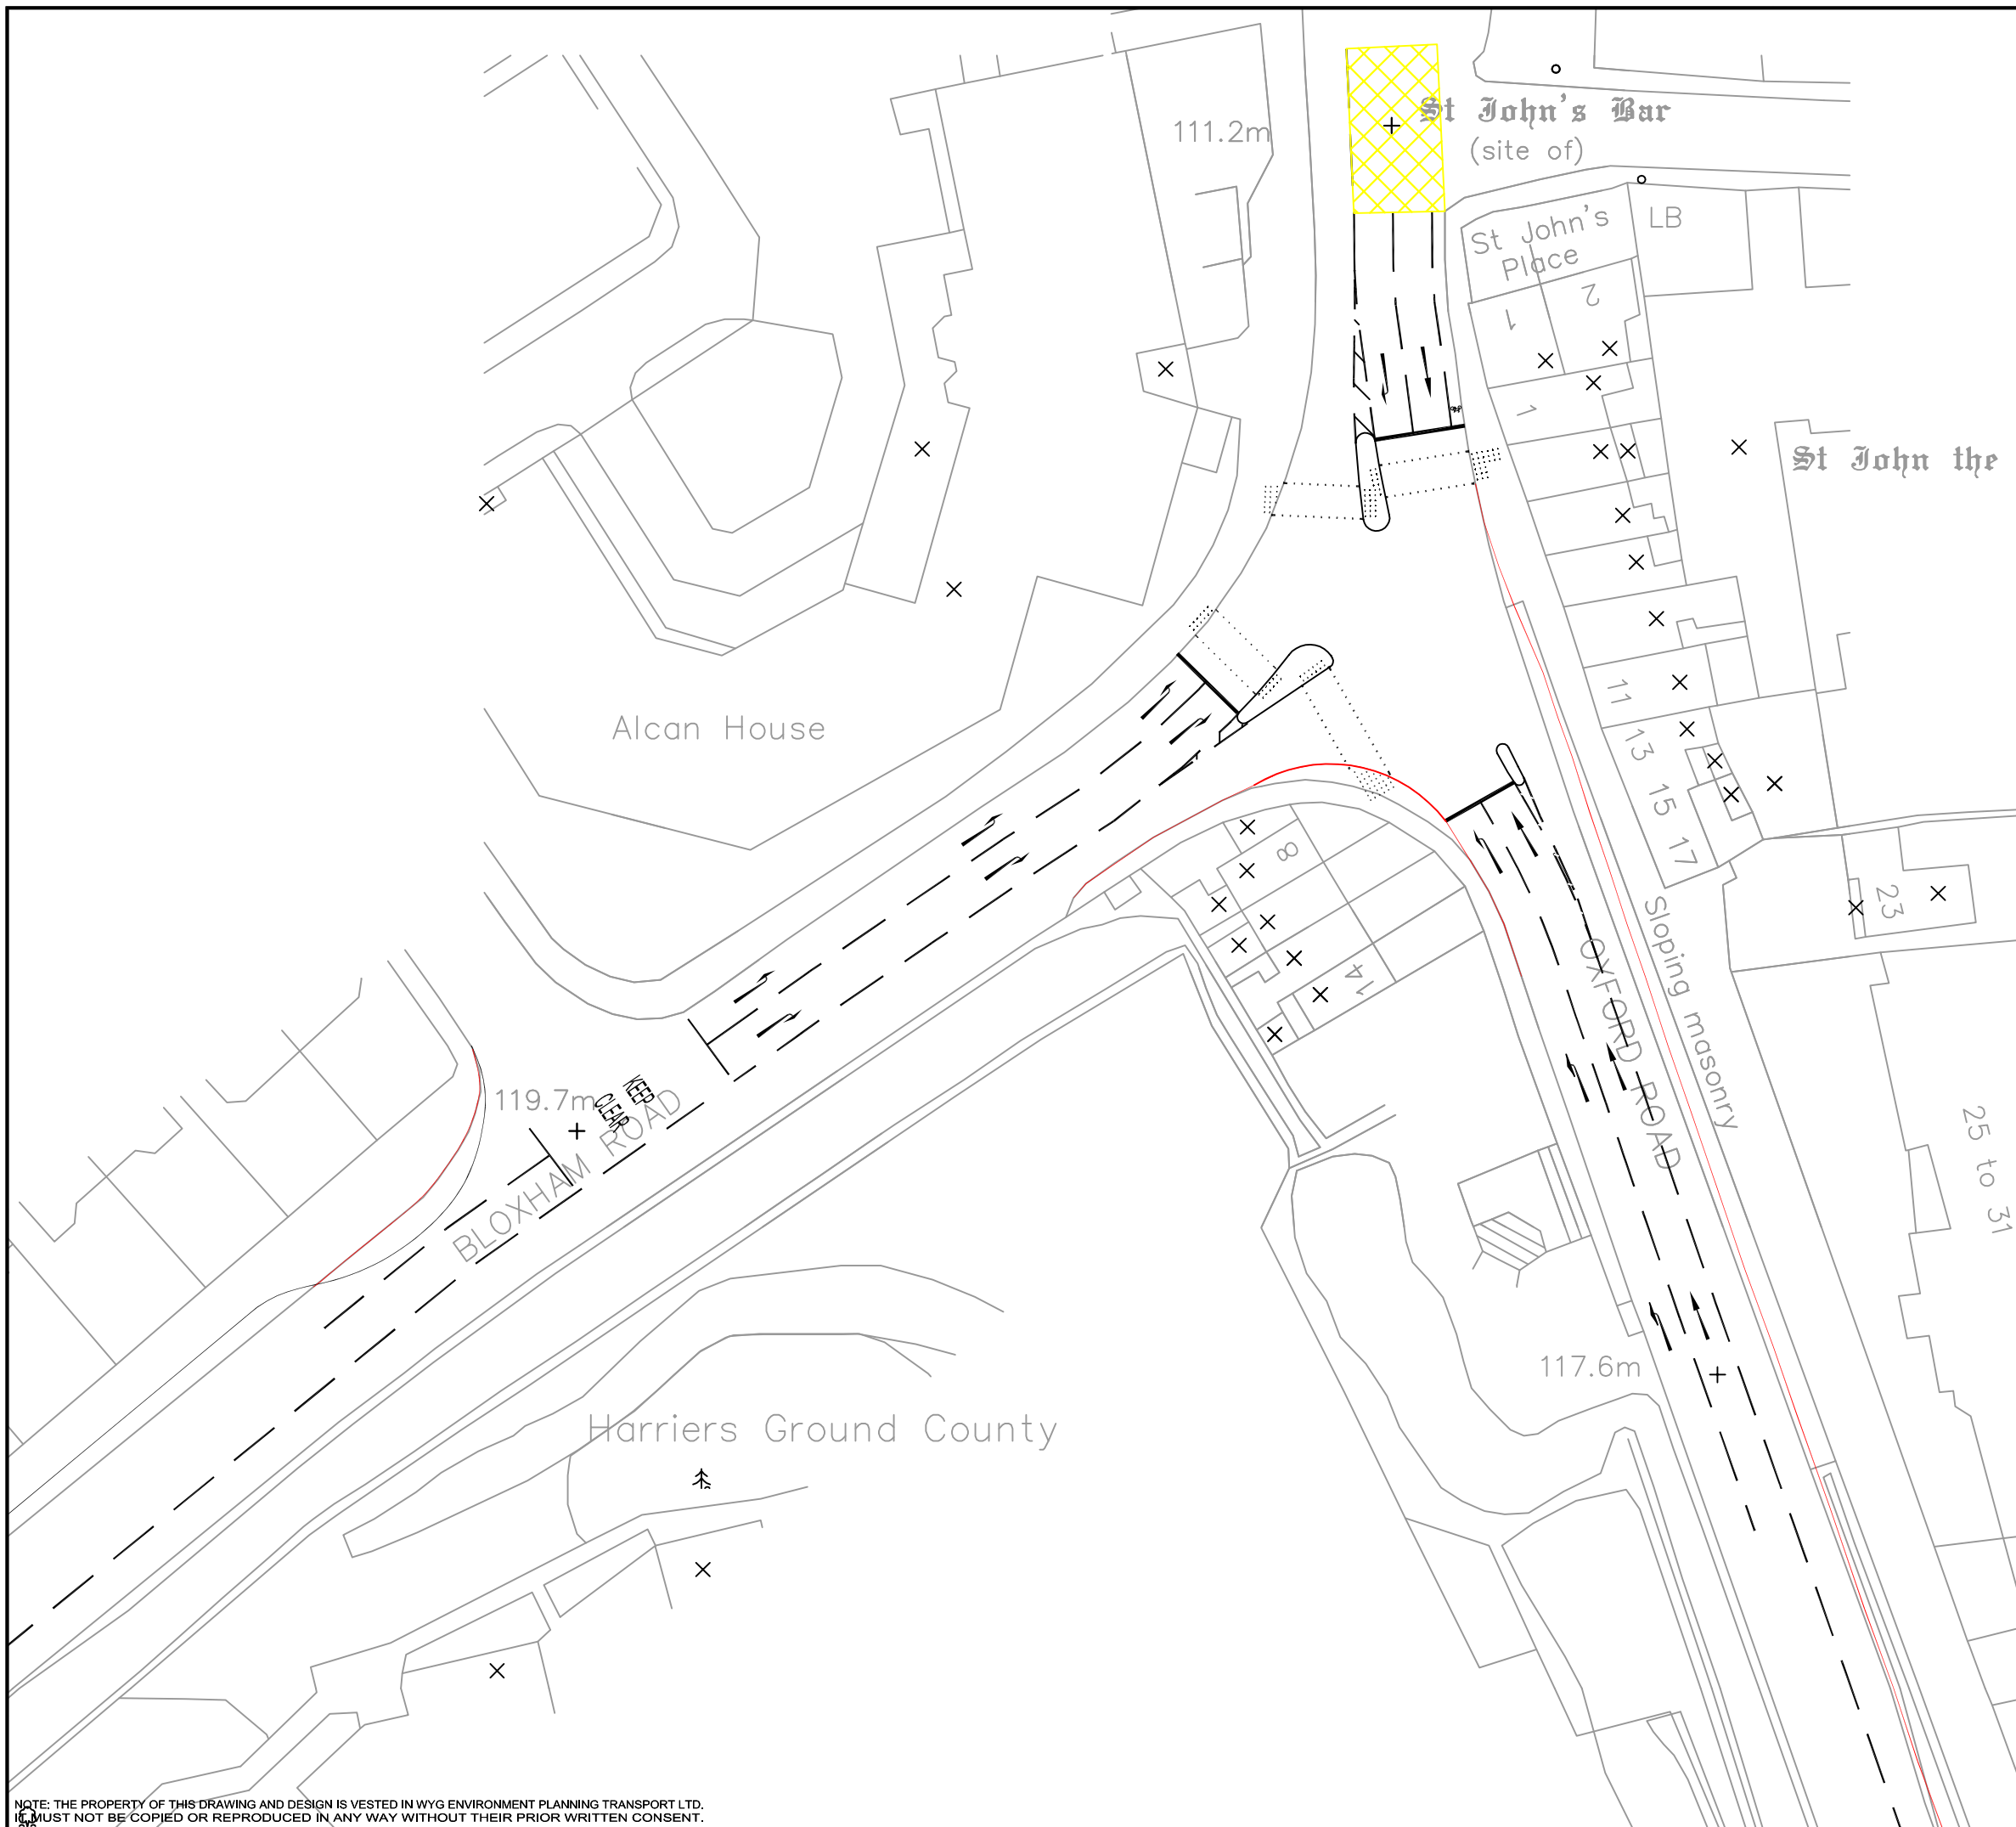 St John's Bar
(site of)
111.2m
LB
St John's
Place
1
2
1
St John the
11
13
15
17
23
Alcan House
8
14
Sloping masonry
OXFORD ROAD
119.7m
KEEP
CLEAR
BLOXHAM ROAD
25 to 31
117.6m
Harriers Ground County
NOTE: THE PROPERTY OF THIS DRAWING AND DESIGN IS VESTED IN WYG ENVIRONMENT PLANNING TRANSPORT LTD.
IT MUST NOT BE COPIED OR REPRODUCED IN ANY WAY WITHOUT THEIR PRIOR WRITTEN CONSENT.